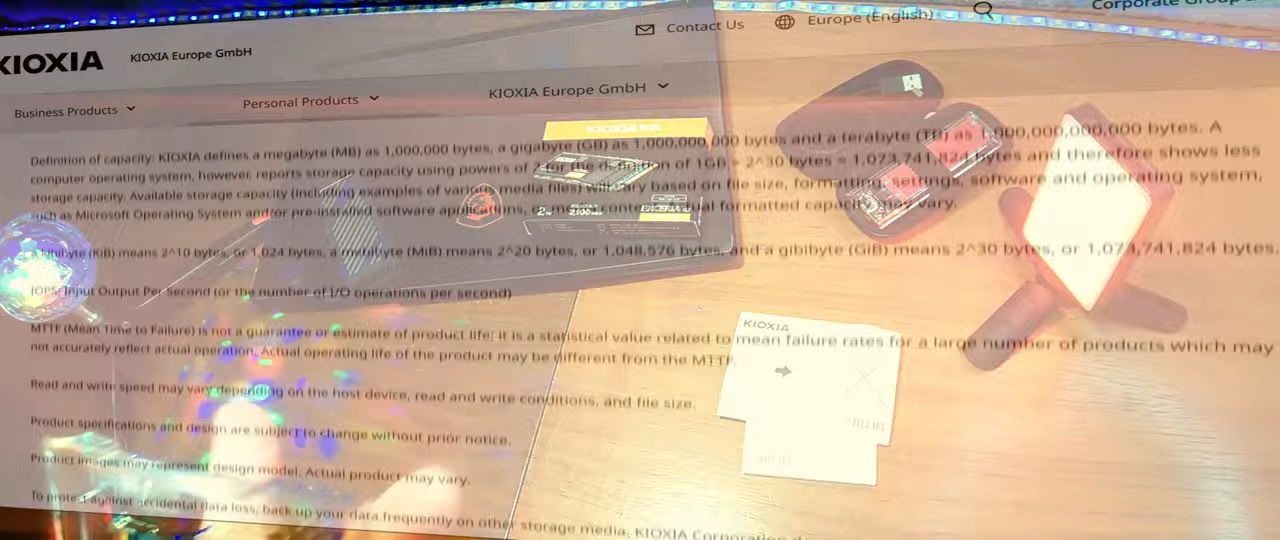 KIOXIA KIOXIA Europe GmbH
Contact Us Europe (English) Corporate
Business Products Personal Products KIOXIA Europe GmbH
Definition of capacity: KIOXIA defines a megabyte (MB) as 1,000,000 bytes, a gigabyte (GB) as 1,000,000,000 bytes and a terabyte (TB) as 1,000,000,000,000 bytes. A
computer operating system, however, reports storage capacity using powers of 2 for the definition of 1GB = 2^30 bytes = 1,073,741,824 bytes and therefore shows less
storage capacity. Available storage capacity (including examples of various media files) will vary based on file size, formatting, settings, software and operating system,
such as Microsoft Operating System and/or pre-installed software applications, or media content. Actual formatted capacity may vary.
A kibibyte (KiB) means 2^10 bytes, or 1,024 bytes, a mebibyte (MiB) means 2^20 bytes, or 1,048,576 bytes, and a gibibyte (GiB) means 2^30 bytes, or 1,073,741,824 bytes.
IOPS: Input Output Per Second (or the number of I/O operations per second)
MTTF (Mean Time to Failure) is not a guarantee or estimate of product life; it is a statistical value related to mean failure rates for a large number of products which may
not accurately reflect actual operation. Actual operating life of the product may be different from the MTTF.
Read and write speed may vary depending on the host device, read and write conditions, and file size.
Product specifications and design are subject to change without prior notice.
Product images may represent design model. Actual product may vary.
To protect against accidental data loss, back up your data frequently on other storage media. KIOXIA Corporation
KIOXIA